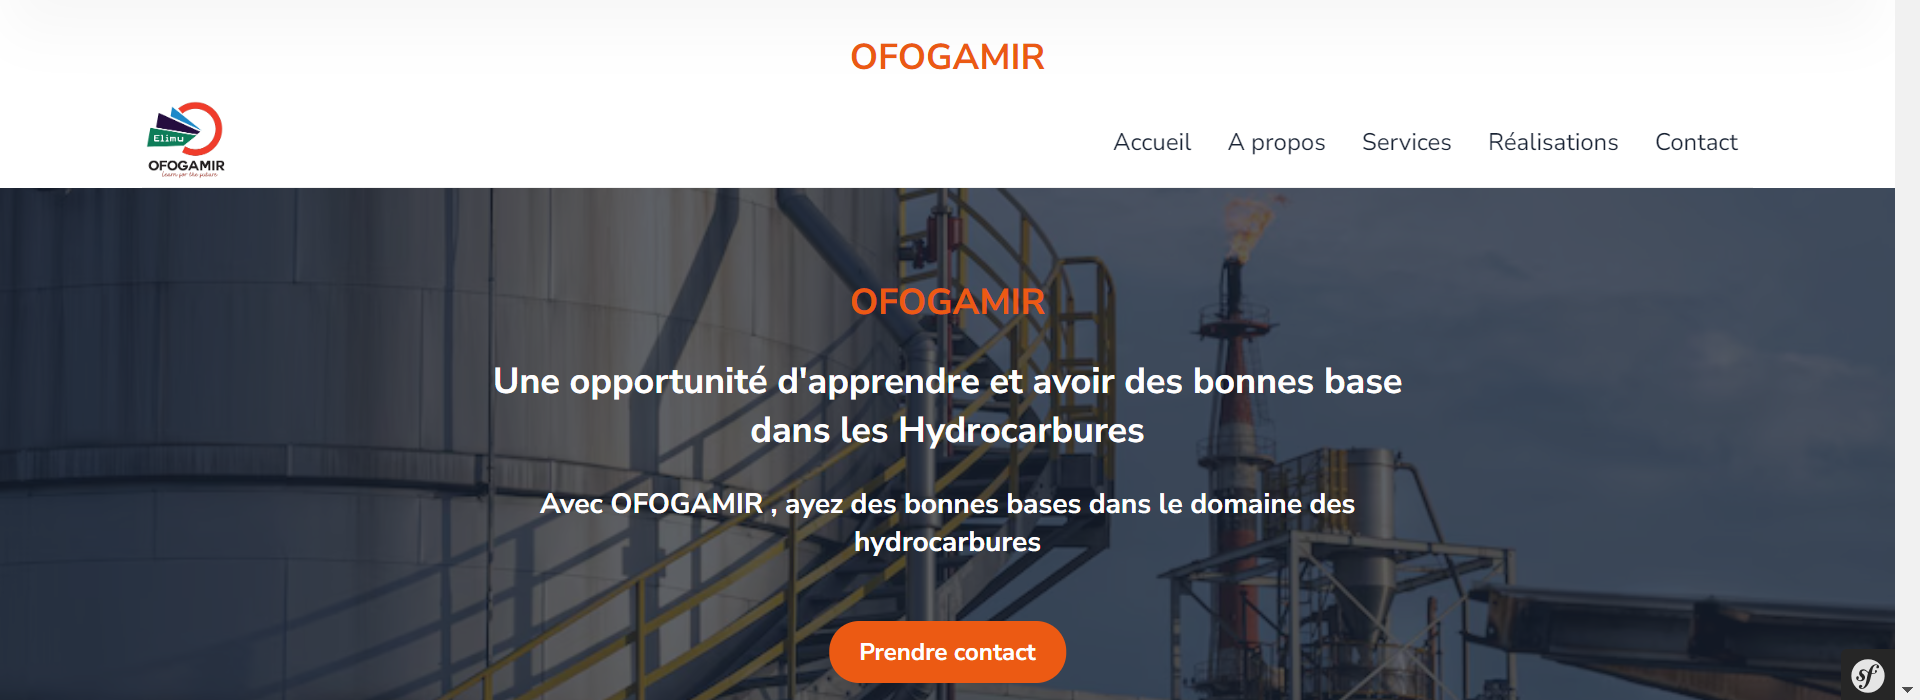 OFOGAMIR
Elimu
OFOGAMIR
Learn for the future
Accueil A propos Services Réalisations Contact
OFOGAMIR
Une opportunité d'apprendre et avoir des bonnes base
dans les Hydrocarbures
Avec OFOGAMIR , ayez des bonnes bases dans le domaine des
hydrocarbures
Prendre contact
sf